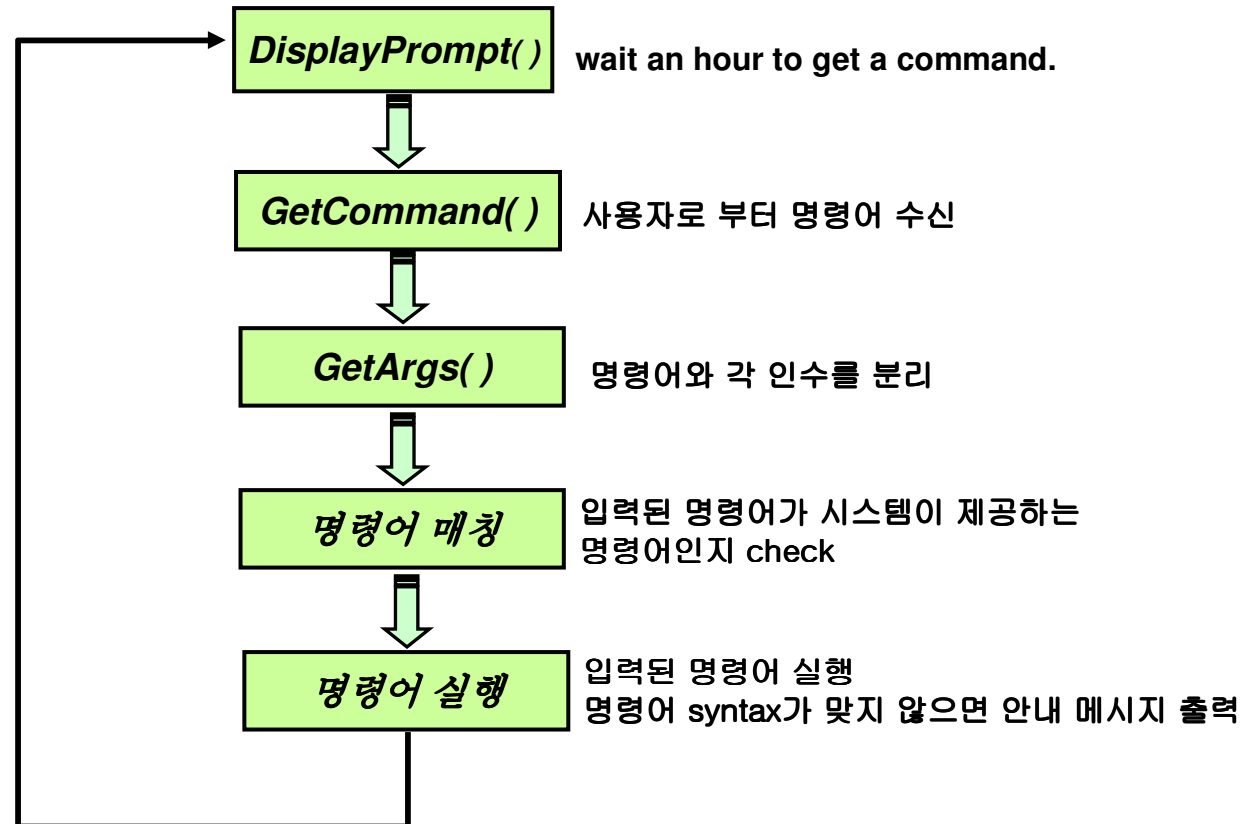 DisplayPrompt( )
wait an hour to get a command.
GetCommand( )
사용자로 부터 명령어 수신
GetArgs( )
명령어와 각 인수를 분리
명령어 매칭
입력된 명령어가 시스템이 제공하는
명령어인지 check
명령어 실행
입력된 명령어 실행
명령어 syntax가 맞지 않으면 안내 메시지 출력